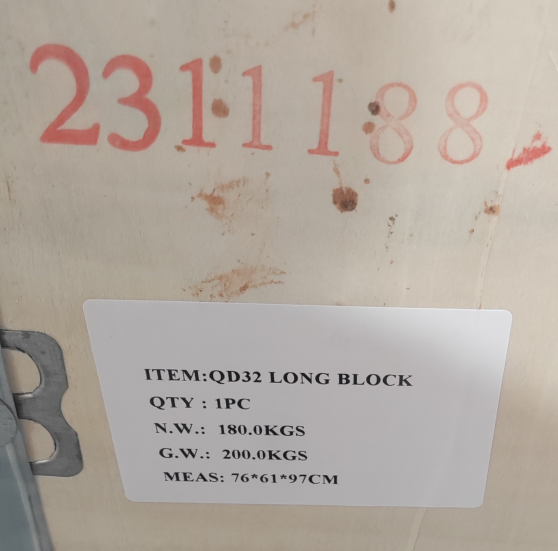 2311188
ITEM:QD32 LONG BLOCK
QTY : 1PC
N.W.: 180.0KGS
G.W.: 200.0KGS
MEAS: 76*61*97CM